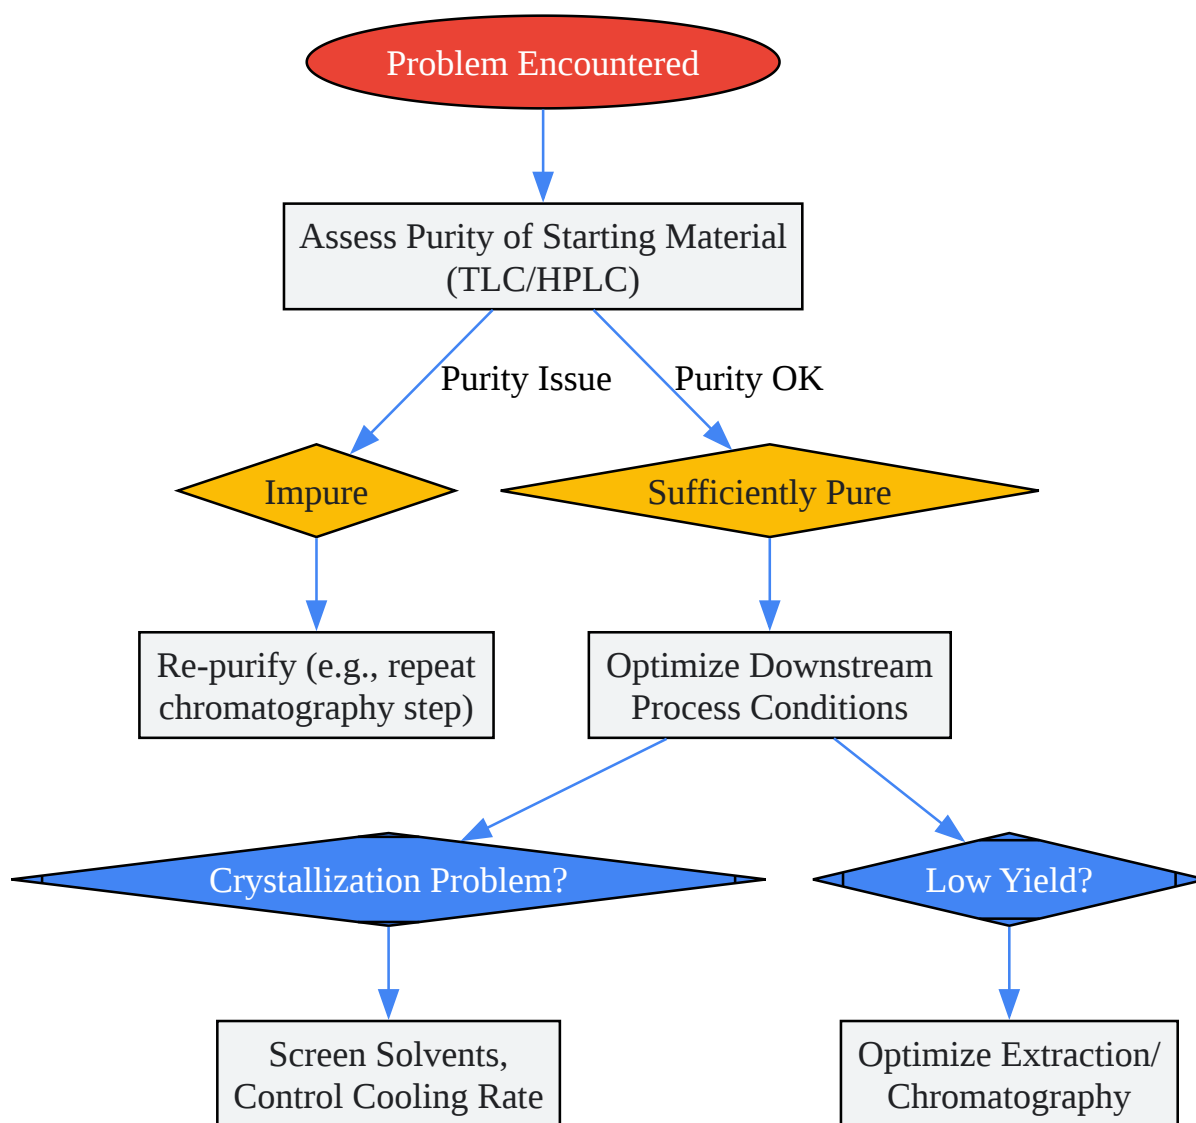 Problem Encountered
Assess Purity of Starting Material
(TLC/HPLC)
Purity Issue
Purity OK
Impure
Sufficiently Pure
Re-purify (e.g., repeat
chromatography step)
Optimize Downstream
Process Conditions
Crystallization Problem?
Low Yield?
Screen Solvents,
Control Cooling Rate
Optimize Extraction/
Chromatography